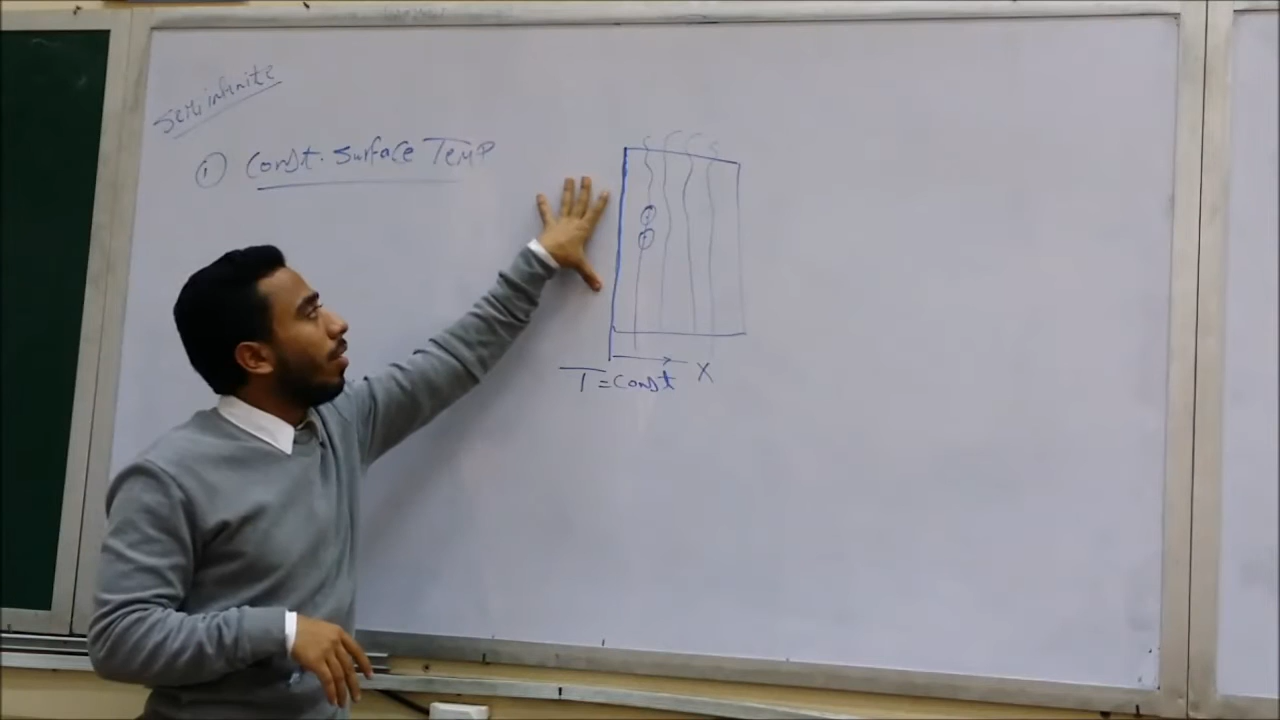 Semi infinite
① Const. Surface Temp
T = Const
X